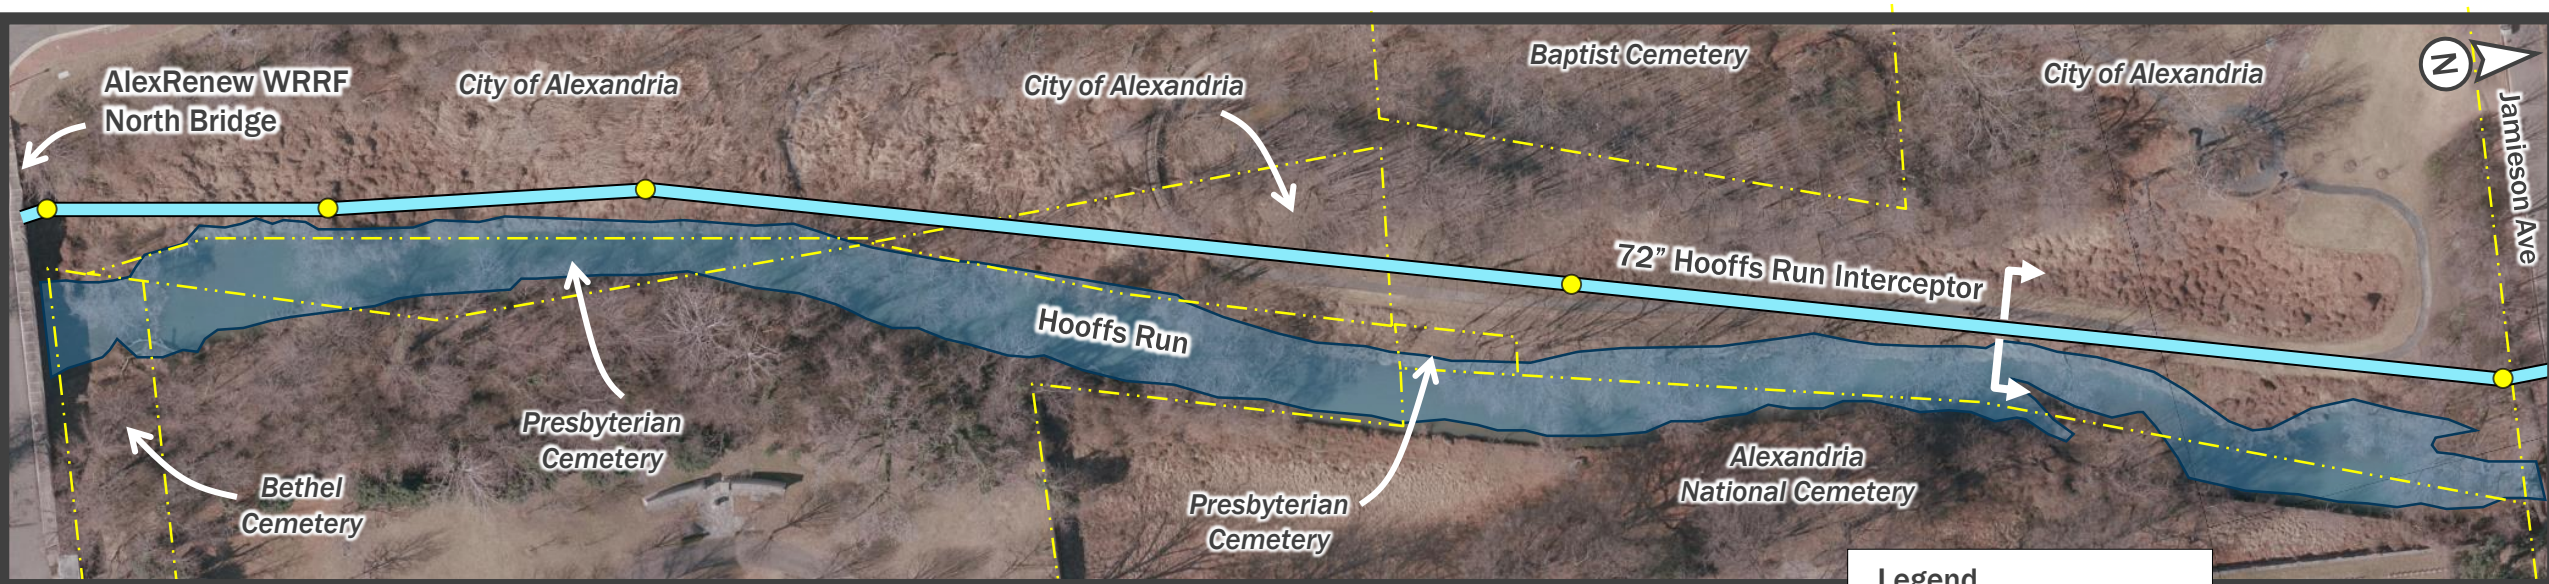 AlexRenew WRRF
North Bridge
City of Alexandria
City of Alexandria
Baptist Cemetery
City of Alexandria
N
Jamieson Ave
72” Hooffs Run Interceptor
Hooffs Run
Presbyterian
Cemetery
Bethel
Cemetery
Presbyterian
Cemetery
Alexandria
National Cemetery
Legend